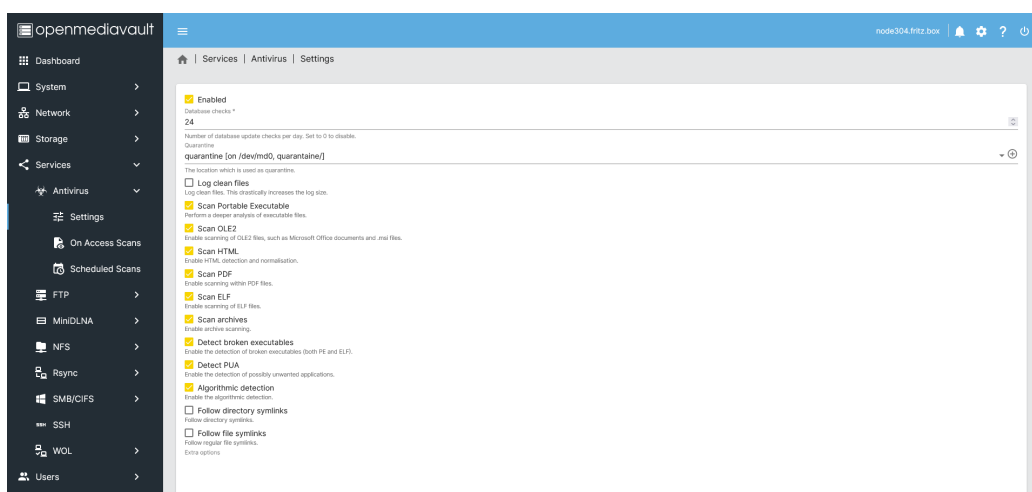 openmediavault
node304.fritz.box
Dashboard
System
Network
Storage
Services
Antivirus
Settings
On Access Scans
Scheduled Scans
FTP
MiniDLNA
NFS
Rsync
SMB/CIFS
SSH
SSH
WOL
Users
| Services | Antivirus | Settings
Enabled
Database checks *
24
Number of database update checks per day. Set to 0 to disable.
Quarantine
quarantine [on /dev/md0, quarantaine/]
The location which is used as quarantine.
Log clean files
Log clean files. This drastically increases the log size.
Scan Portable Executable
Perform a deeper analysis of executable files.
Scan OLE2
Enable scanning of OLE2 files, such as Microsoft Office documents and .msi files.
Scan HTML
Enable HTML detection and normalisation.
Scan PDF
Enable scanning within PDF files.
Scan ELF
Enable scanning of ELF files.
Scan archives
Enable archive scanning.
Detect broken executables
Enable the detection of broken executables (both PE and ELF).
Detect PUA
Enable the detection of possibly unwanted applications.
Algorithmic detection
Enable the algorithmic detection.
Follow directory symlinks
Follow directory symlinks.
Follow file symlinks
Follow regular file symlinks.
Extra options